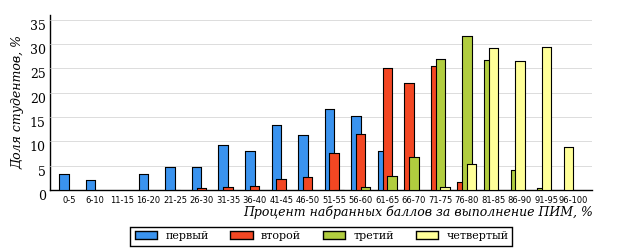 Доля студентов, %
35
30
25
20
15
10
5
0
0-5 6-10 11-15 16-20 21-25 26-30 31-35 36-40 41-45 46-50 51-55 56-60 61-65 66-70 71-75 76-80 81-85 86-90 91-95 96-100
Процент набранных баллов за выполнение ПИМ, %
первый второй третий четвертый